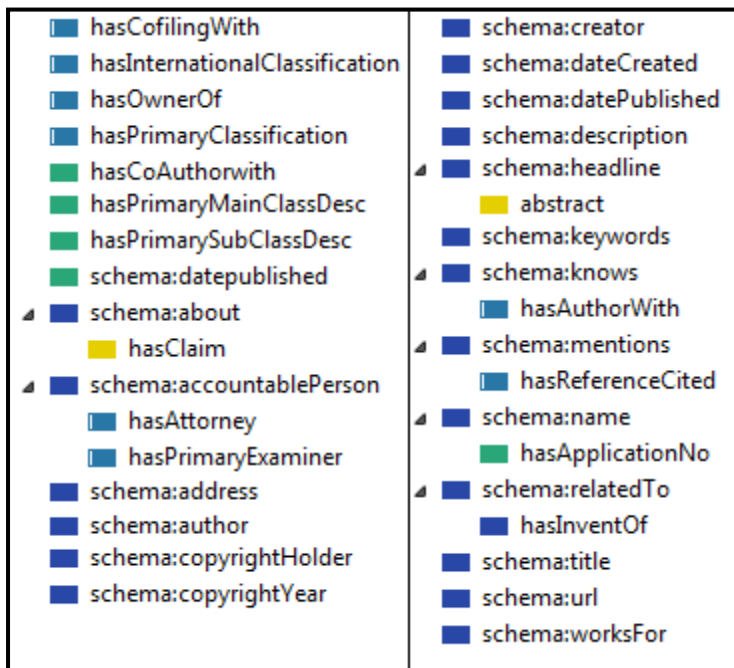 hasCofilingWith
hasInternationalClassification
hasOwnerOf
hasPrimaryClassification
hasCoAuthorwith
hasPrimaryMainClassDesc
hasPrimarySubClassDesc
schema:datepublished
schema:about
hasClaim
schema:accountablePerson
hasAttorney
hasPrimaryExaminer
schema:address
schema:author
schema:copyrightHolder
schema:copyrightYear
schema:creator
schema:dateCreated
schema:datePublished
schema:description
schema:headline
abstract
schema:keywords
schema:knows
hasAuthorWith
schema:mentions
hasReferenceCited
schema:name
hasApplicationNo
schema:relatedTo
hasInventOf
schema:title
schema:url
schema:worksFor